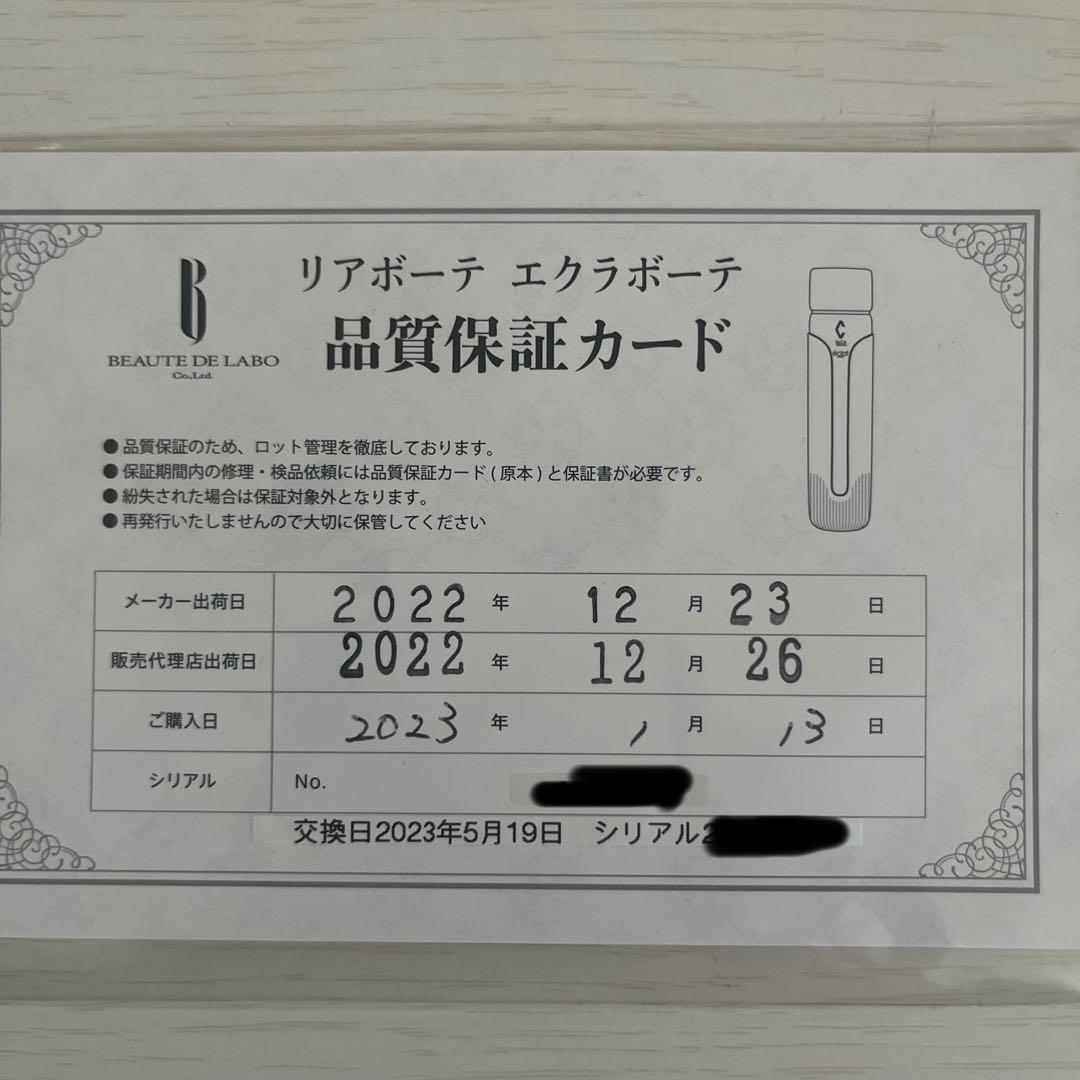 リアボーテ エクラボーテ
品質保証カード
BEAUTE DE LABO
Co.,Ltd.
●品質保証のため、ロット管理を徹底しております。
●保証期間内の修理・検品依頼には品質保証カード(原本)と保証書が必要です。
●紛失された場合は保証対象外となります。
●再発行いたしませんので大切に保管してください
メーカー出荷日 2022 年 12 月 23 日
販売代理店出荷日 2022 年 12 月 26 日
ご購入日 2023 年 1 月 13 日
シリアル No.
交換日2023年5月19日 シリアル2